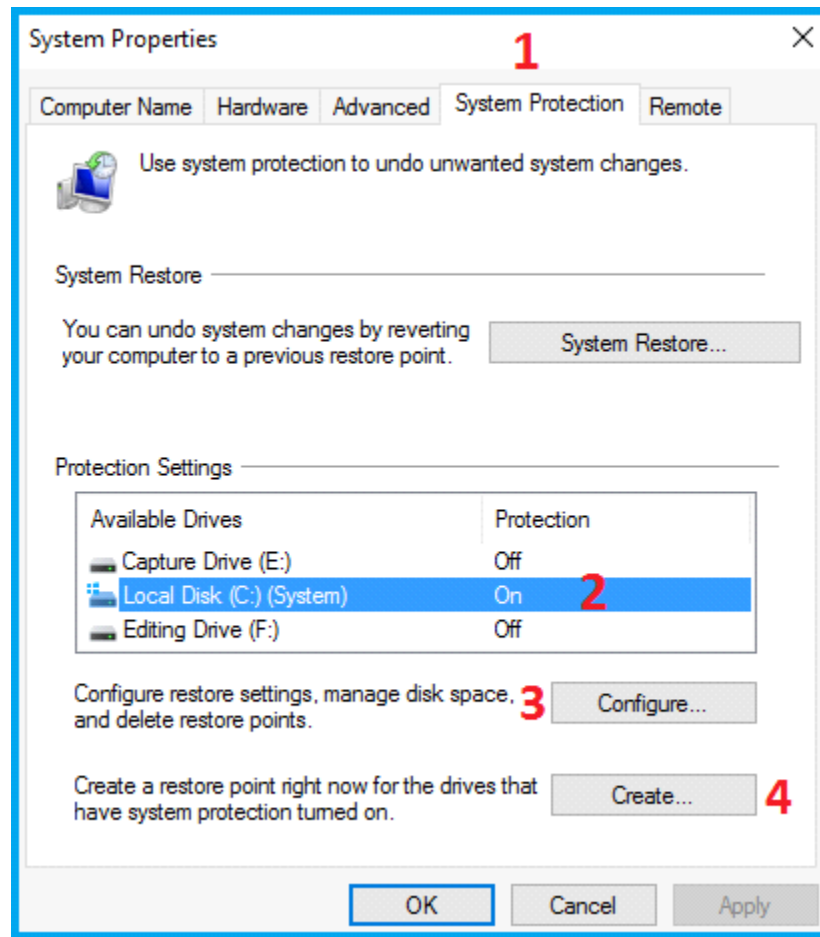 System Properties
1
Computer Name Hardware Advanced System Protection Remote
Use system protection to undo unwanted system changes.
System Restore
You can undo system changes by reverting
your computer to a previous restore point.
System Restore...
Protection Settings
Available Drives Protection
Capture Drive (E:) Off
Local Disk (C:) (System) On 2
Editing Drive (F:) Off
Configure restore settings, manage disk space,
and delete restore points.
3 Configure...
Create a restore point right now for the drives that
have system protection turned on.
Create... 4
OK Cancel Apply